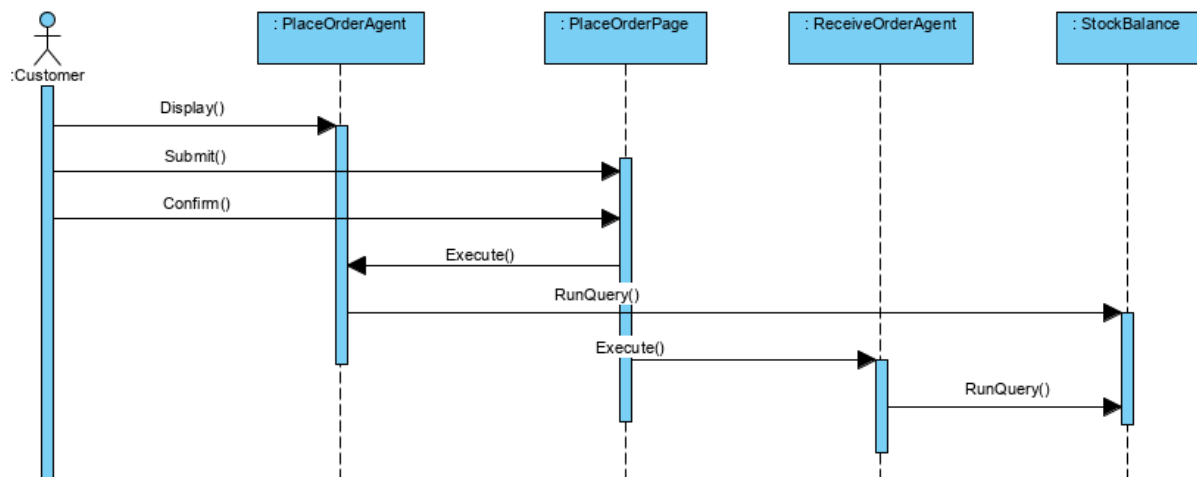 : PlaceOrderAgent
: PlaceOrderPage
: ReceiveOrderAgent
: StockBalance
:Customer
Display()
Submit()
Confirm()
Execute()
RunQuery()
Execute()
RunQuery()